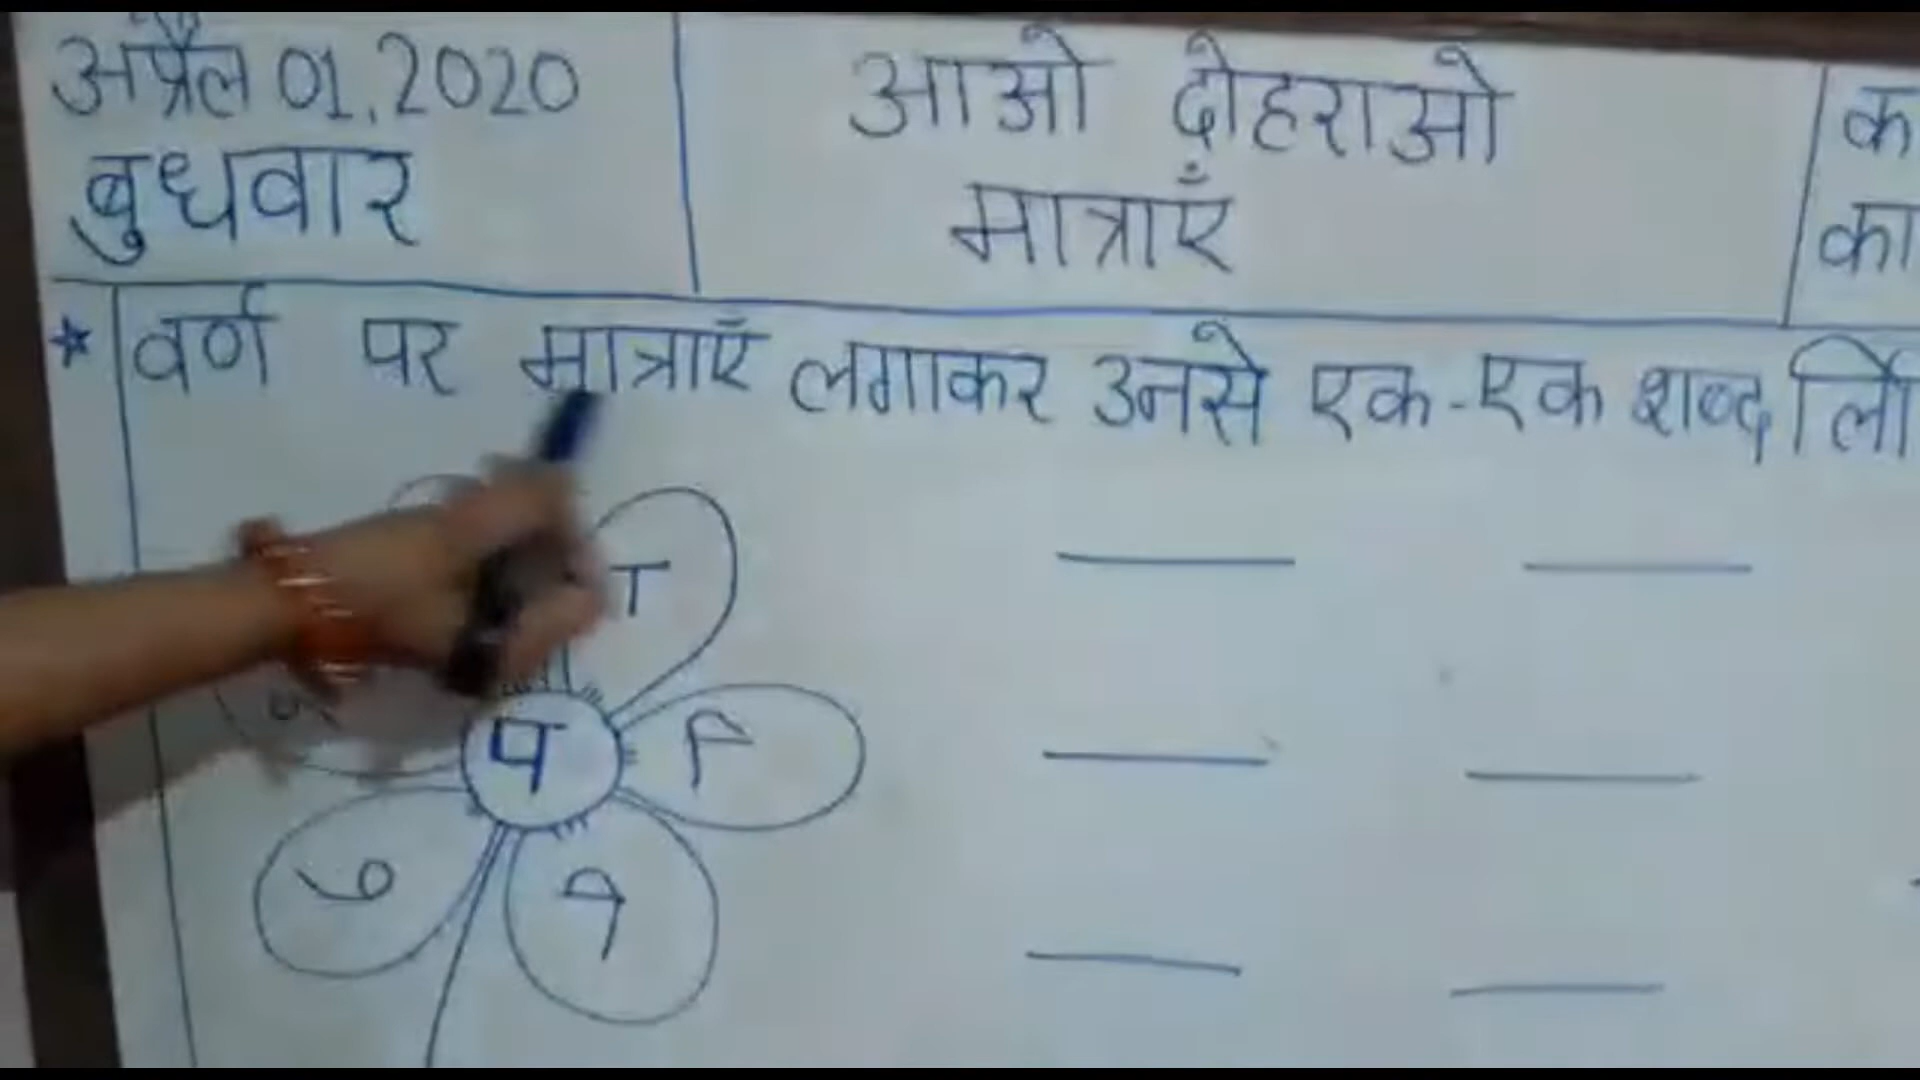 अप्रैल 01, 2020
बुधवार
आओ दोहराओ
मात्राएँ
क
का
* वर्ण पर मात्राएँ लगाकर उनसे एक-एक शब्द
ा
प
ि
ु
ी